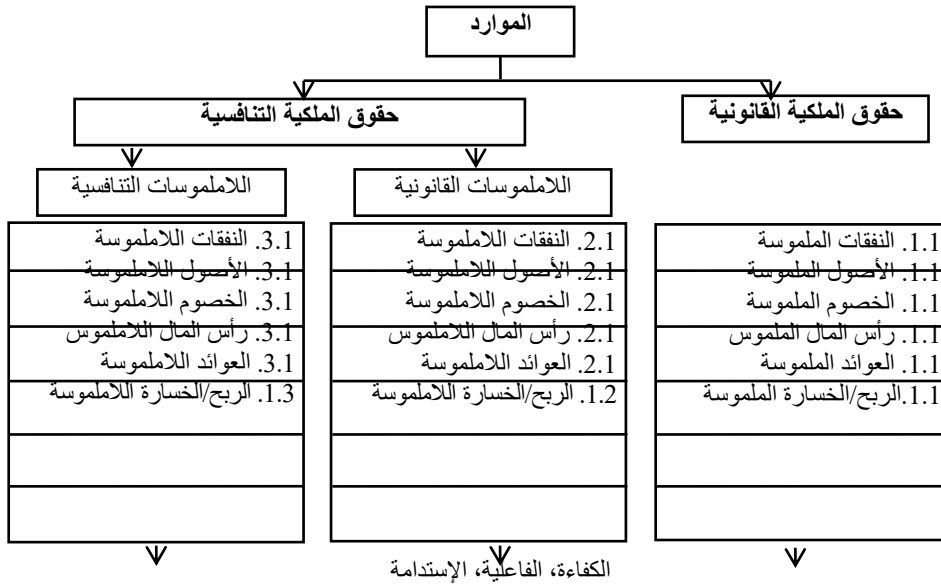 الموارد
حقوق الملكية القانونية
حقوق الملكية التنافسية
اللاملموسات القانونية
اللاملموسات التنافسية
1.1. النفقات الملموسة
1.1. الأصول الملموسة
1.1. الخصوم الملموسة
1.1. رأس المال الملموس
1.1. العوائد الملموسة
1.1.الربح/الخسارة الملموسة
2.1. النفقات اللاملموسة
2.1. الأصول اللاملموسة
2.1. الخصوم اللاملموسة
2.1. رأس المال اللاملموس
2.1. العوائد اللاملموسة
1.2. الربح/الخسارة اللاملموسة
3.1. النفقات اللاملموسة
3.1. الأصول اللاملموسة
3.1. الخصوم اللاملموسة
3.1. رأس المال اللاملموس
3.1. العوائد اللاملموسة
1.3. الربح/الخسارة اللاملموسة
الكفاءة، الفاعلية، الإستدامة